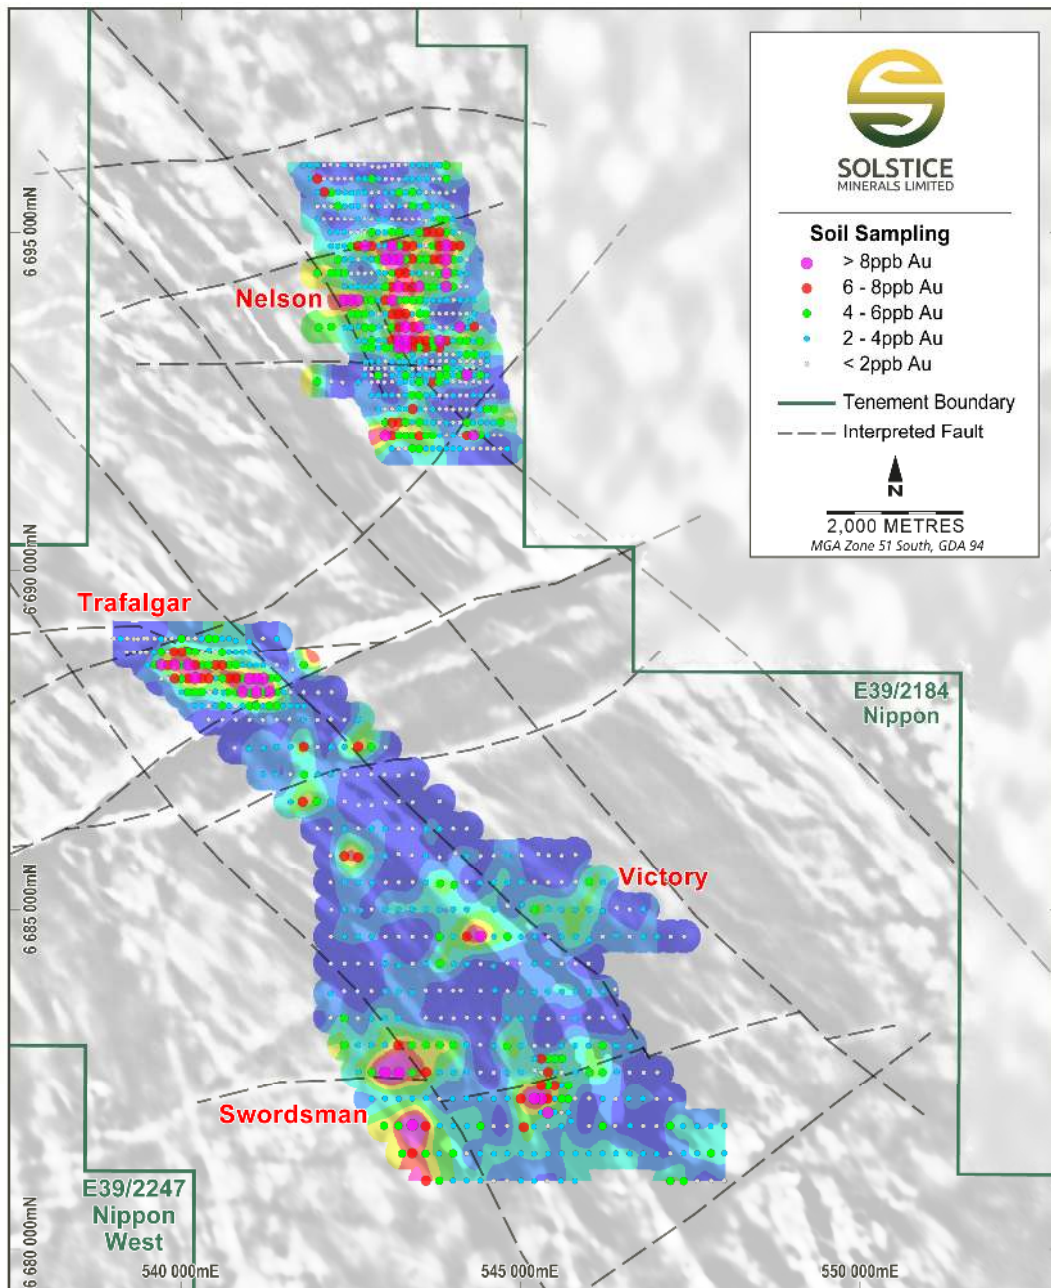 SOLSTICE
MINERALS LIMITED
Soil Sampling
> 8ppb Au
6 - 8ppb Au
4 - 6ppb Au
2 - 4ppb Au
< 2ppb Au
Tenement Boundary
Interpreted Fault
N
2,000 METRES
MGA Zone 51 South, GDA 94
6 695 000mN
Nelson
6 690 000mN
Trafalgar
E39/2184
Nippon
Victory
6 685 000mN
Swordsman
E39/2247
Nippon
West
6 680 000mN
540 000mE
545 000mE
550 000mE